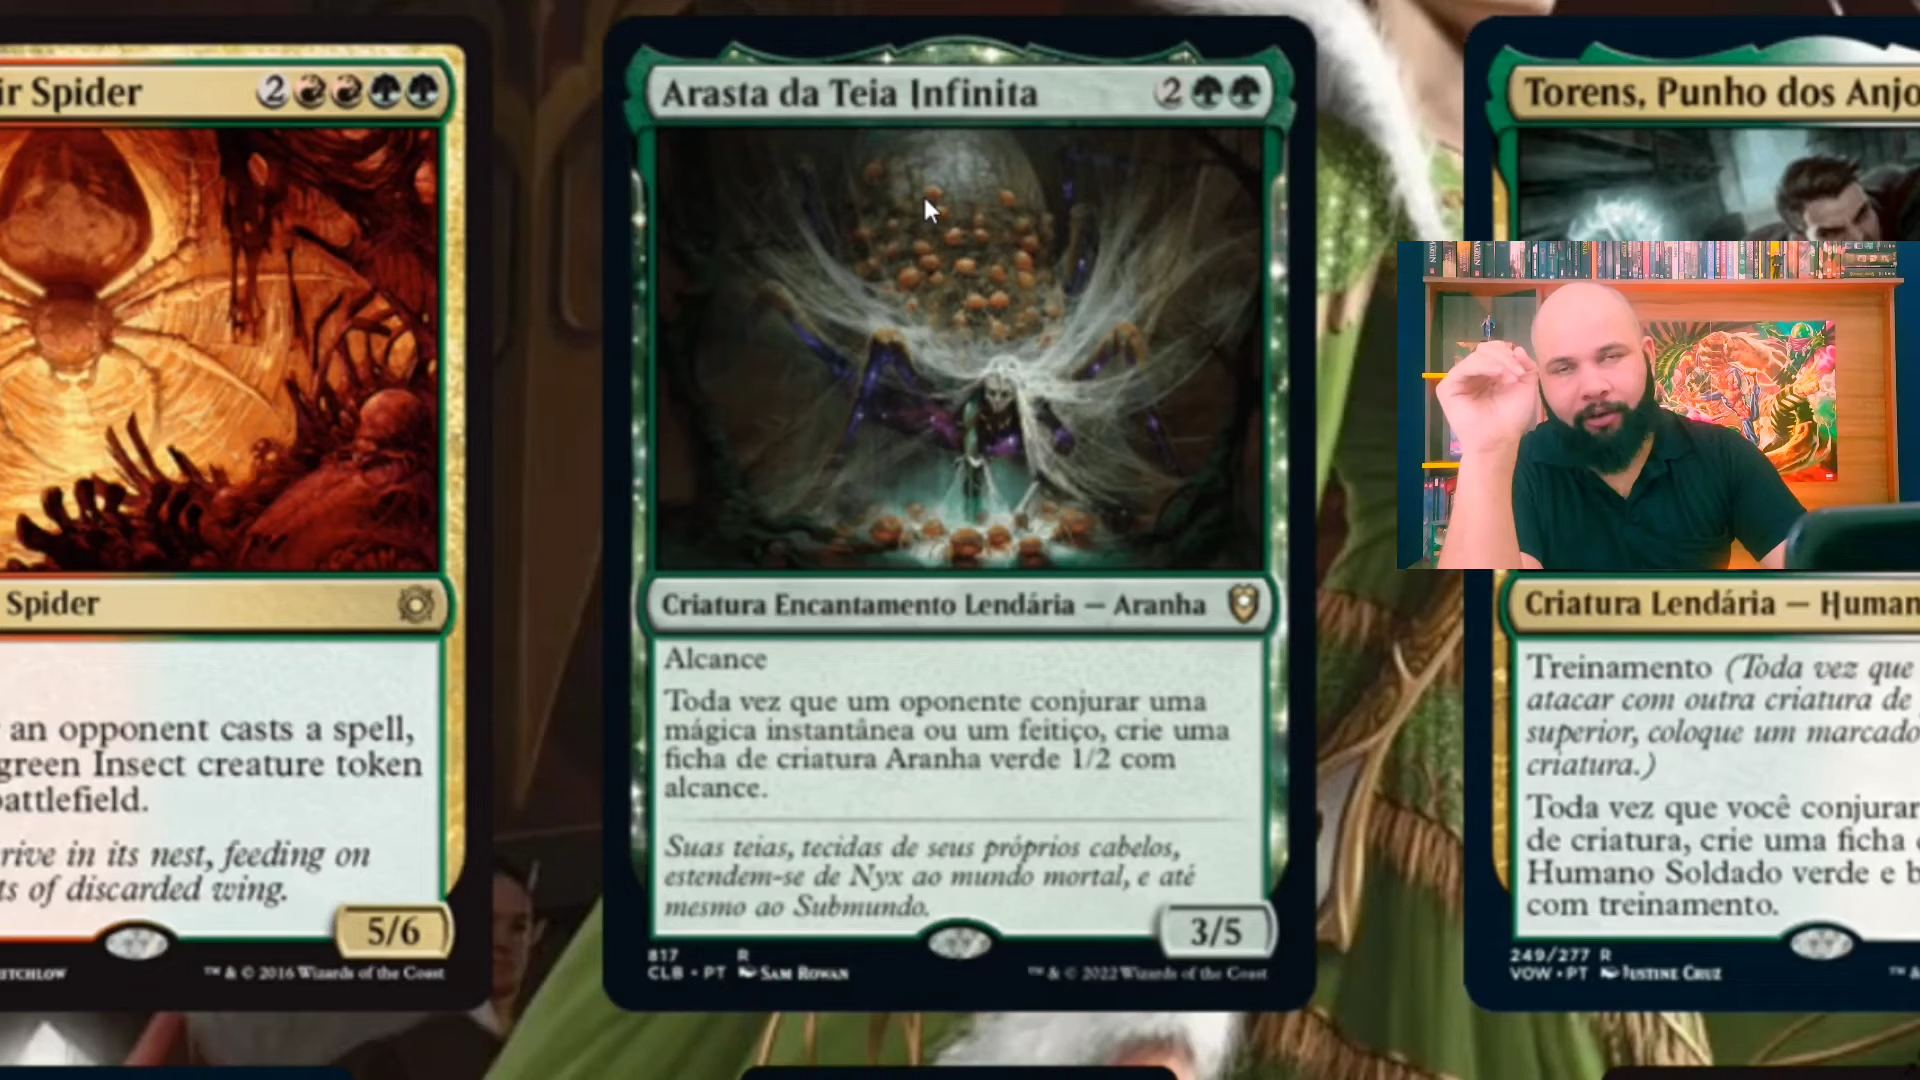 ir Spider 2
Spider
an opponent casts a spell,
green Insect creature token
battlefield.
rive in its nest, feeding on
ts of discarded wing.
5/6
™ & © 2016 Wizards of the Coast
Arasta da Teia Infinita 2
Criatura Encantamento Lendária — Aranha
Alcance
Toda vez que um oponente conjurar uma
mágica instantânea ou um feitiço, crie uma
ficha de criatura Aranha verde 1/2 com
alcance.
Suas teias, tecidas de seus próprios cabelos,
estendem-se de Nyx ao mundo mortal, e até
mesmo ao Submundo.
3/5
817 R
CLB • PT Sam Rowan ™ & © 2022 Wizards of the Coast
Torens, Punho dos Anjo
Criatura Lendária — Human
Treinamento (Toda vez que
atacar com outra criatura de
superior, coloque um marcado
criatura.)
Toda vez que você conjurar
de criatura, crie uma ficha
Humano Soldado verde e b
com treinamento.
249/277 R
VOW • PT Justine Cruz